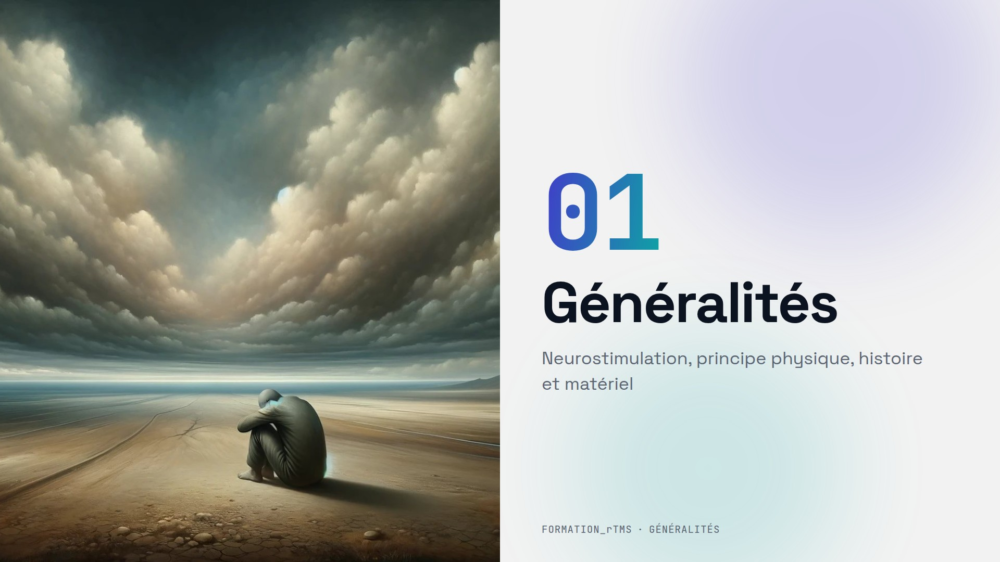 01
Généralités
Neurostimulation, principe physique, histoire
et matériel
FORMATION_rTMS · GÉNÉRALITÉS